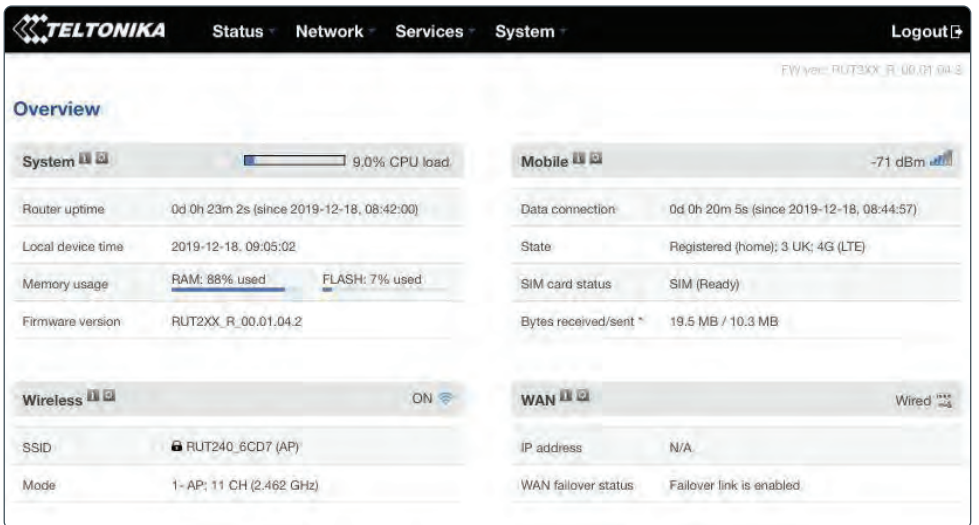 TELTONIKA Status Network Services System Logout
FW ver.: RUT2XX_R_00.01.04.2
Overview
System 9.0% CPU load
Router uptime 0d 0h 23m 2s (since 2019-12-18, 08:42:00)
Local device time 2019-12-18, 09:05:02
Memory usage RAM: 88% used FLASH: 7% used
Firmware version RUT2XX_R_00.01.04.2
Mobile -71 dBm
Data connection 0d 0h 20m 5s (since 2019-12-18, 08:44:57)
State Registered (home); 3 UK; 4G (LTE)
SIM card status SIM (Ready)
Bytes received/sent * 19.5 MB / 10.3 MB
Wireless ON
SSID RUT240_6CD7 (AP)
Mode 1- AP; 11 CH (2.462 GHz)
WAN Wired
IP address N/A
WAN failover status Failover link is enabled